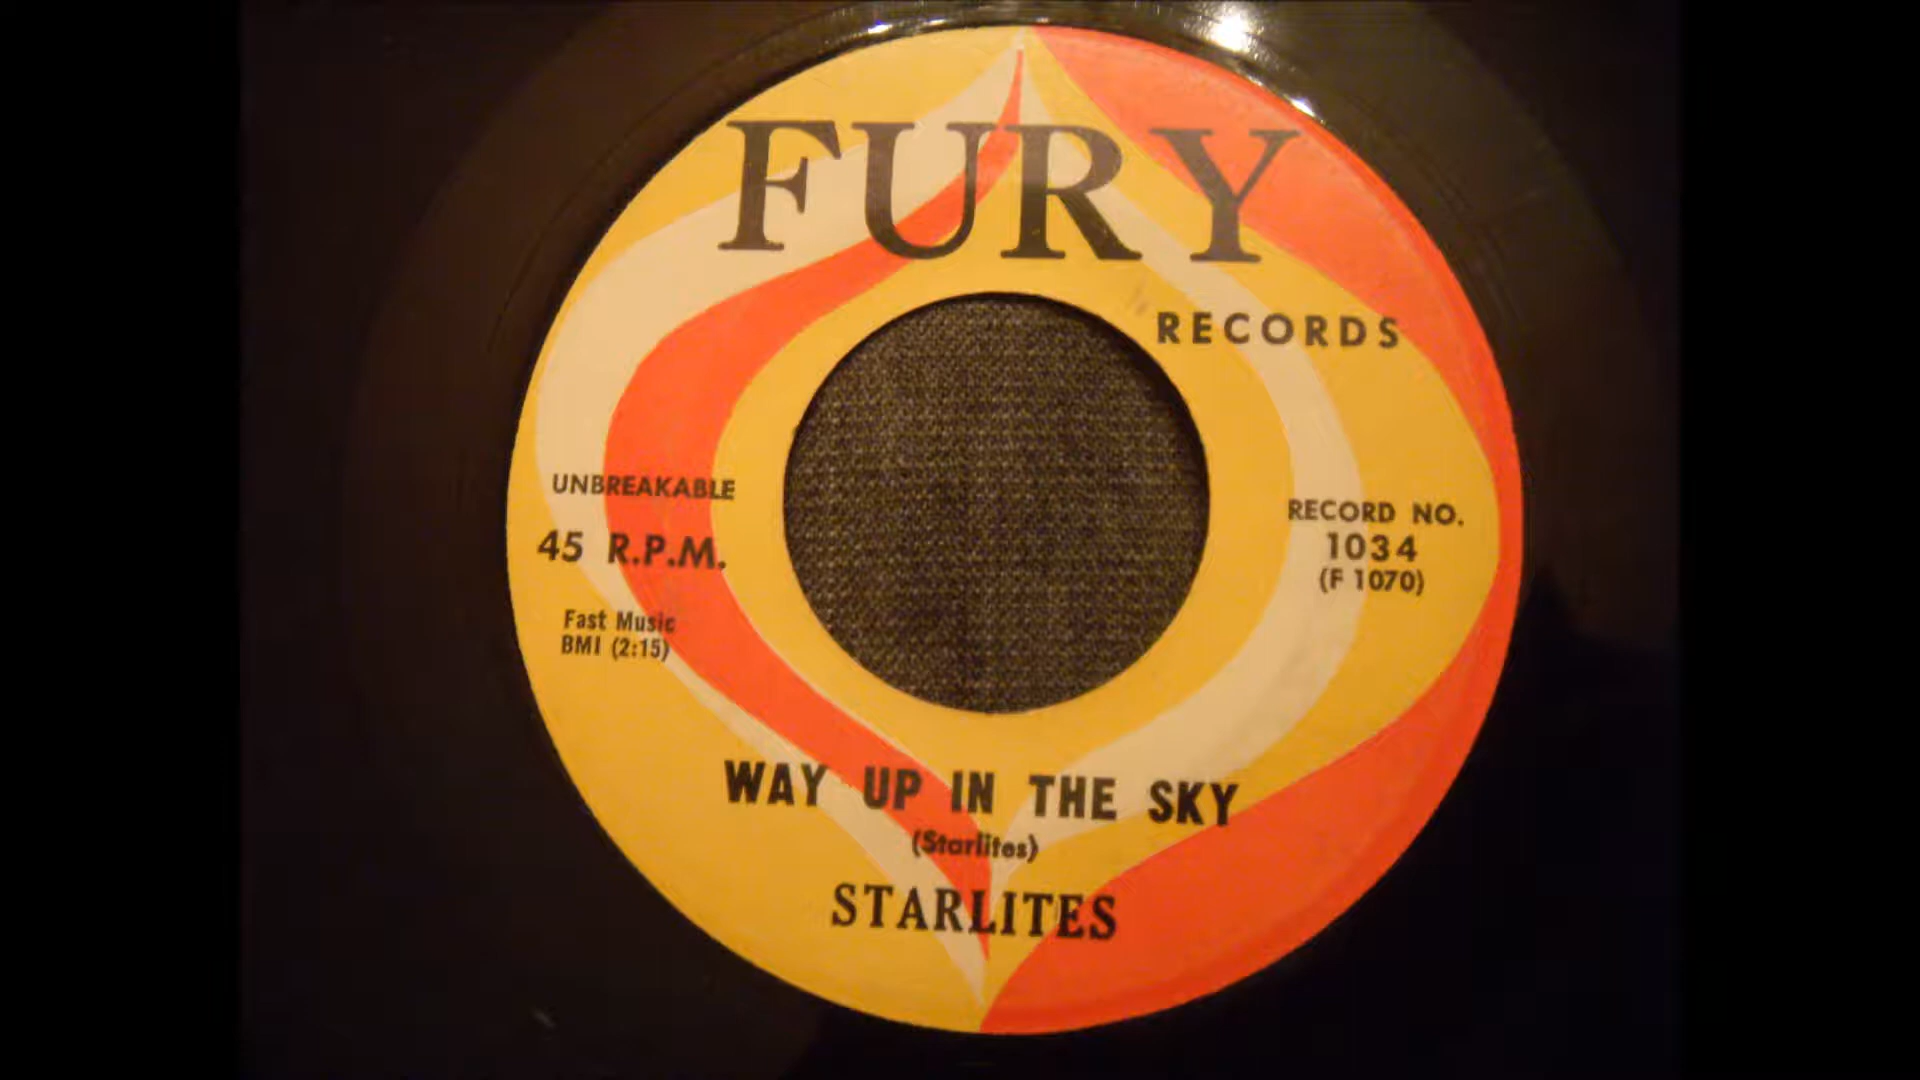 FURY
RECORDS
UNBREAKABLE
45 R.P.M.
Fast Music
BMI (2:15)
RECORD NO.
1034
(F 1070)
WAY UP IN THE SKY
(Starlites)
STARLITES